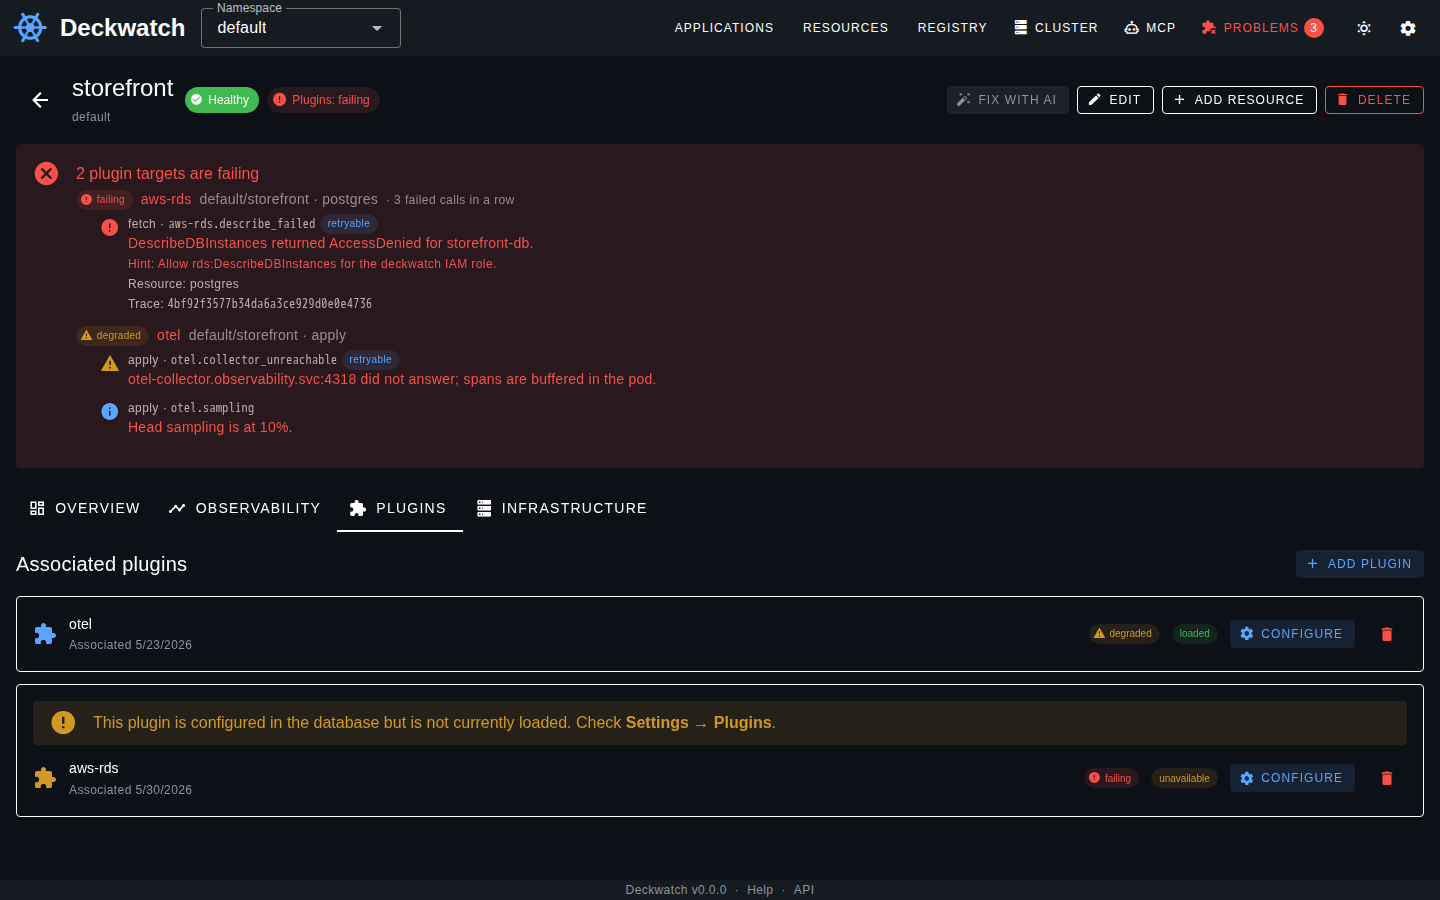 Deckwatch
Namespace
default
APPLICATIONS
RESOURCES
REGISTRY
CLUSTER
MCP
PROBLEMS 3
storefront
default
Healthy
Plugins: failing
FIX WITH AI
EDIT
ADD RESOURCE
DELETE
2 plugin targets are failing
failing aws-rds default/storefront · postgres · 3 failed calls in a row
fetch · aws-rds.describe_failed retryable
DescribeDBInstances returned AccessDenied for storefront-db.
Hint: Allow rds:DescribeDBInstances for the deckwatch IAM role.
Resource: postgres
Trace: 4bf92f3577b34da6a3ce929d0e0e4736
degraded otel default/storefront · apply
apply · otel.collector_unreachable retryable
otel-collector.observability.svc:4318 did not answer; spans are buffered in the pod.
apply · otel.sampling
Head sampling is at 10%.
OVERVIEW
OBSERVABILITY
PLUGINS
INFRASTRUCTURE
Associated plugins
ADD PLUGIN
otel
Associated 5/23/2026
degraded
loaded
CONFIGURE
This plugin is configured in the database but is not currently loaded. Check Settings → Plugins.
aws-rds
Associated 5/30/2026
failing
unavailable
CONFIGURE
Deckwatch v0.0.0 · Help · API